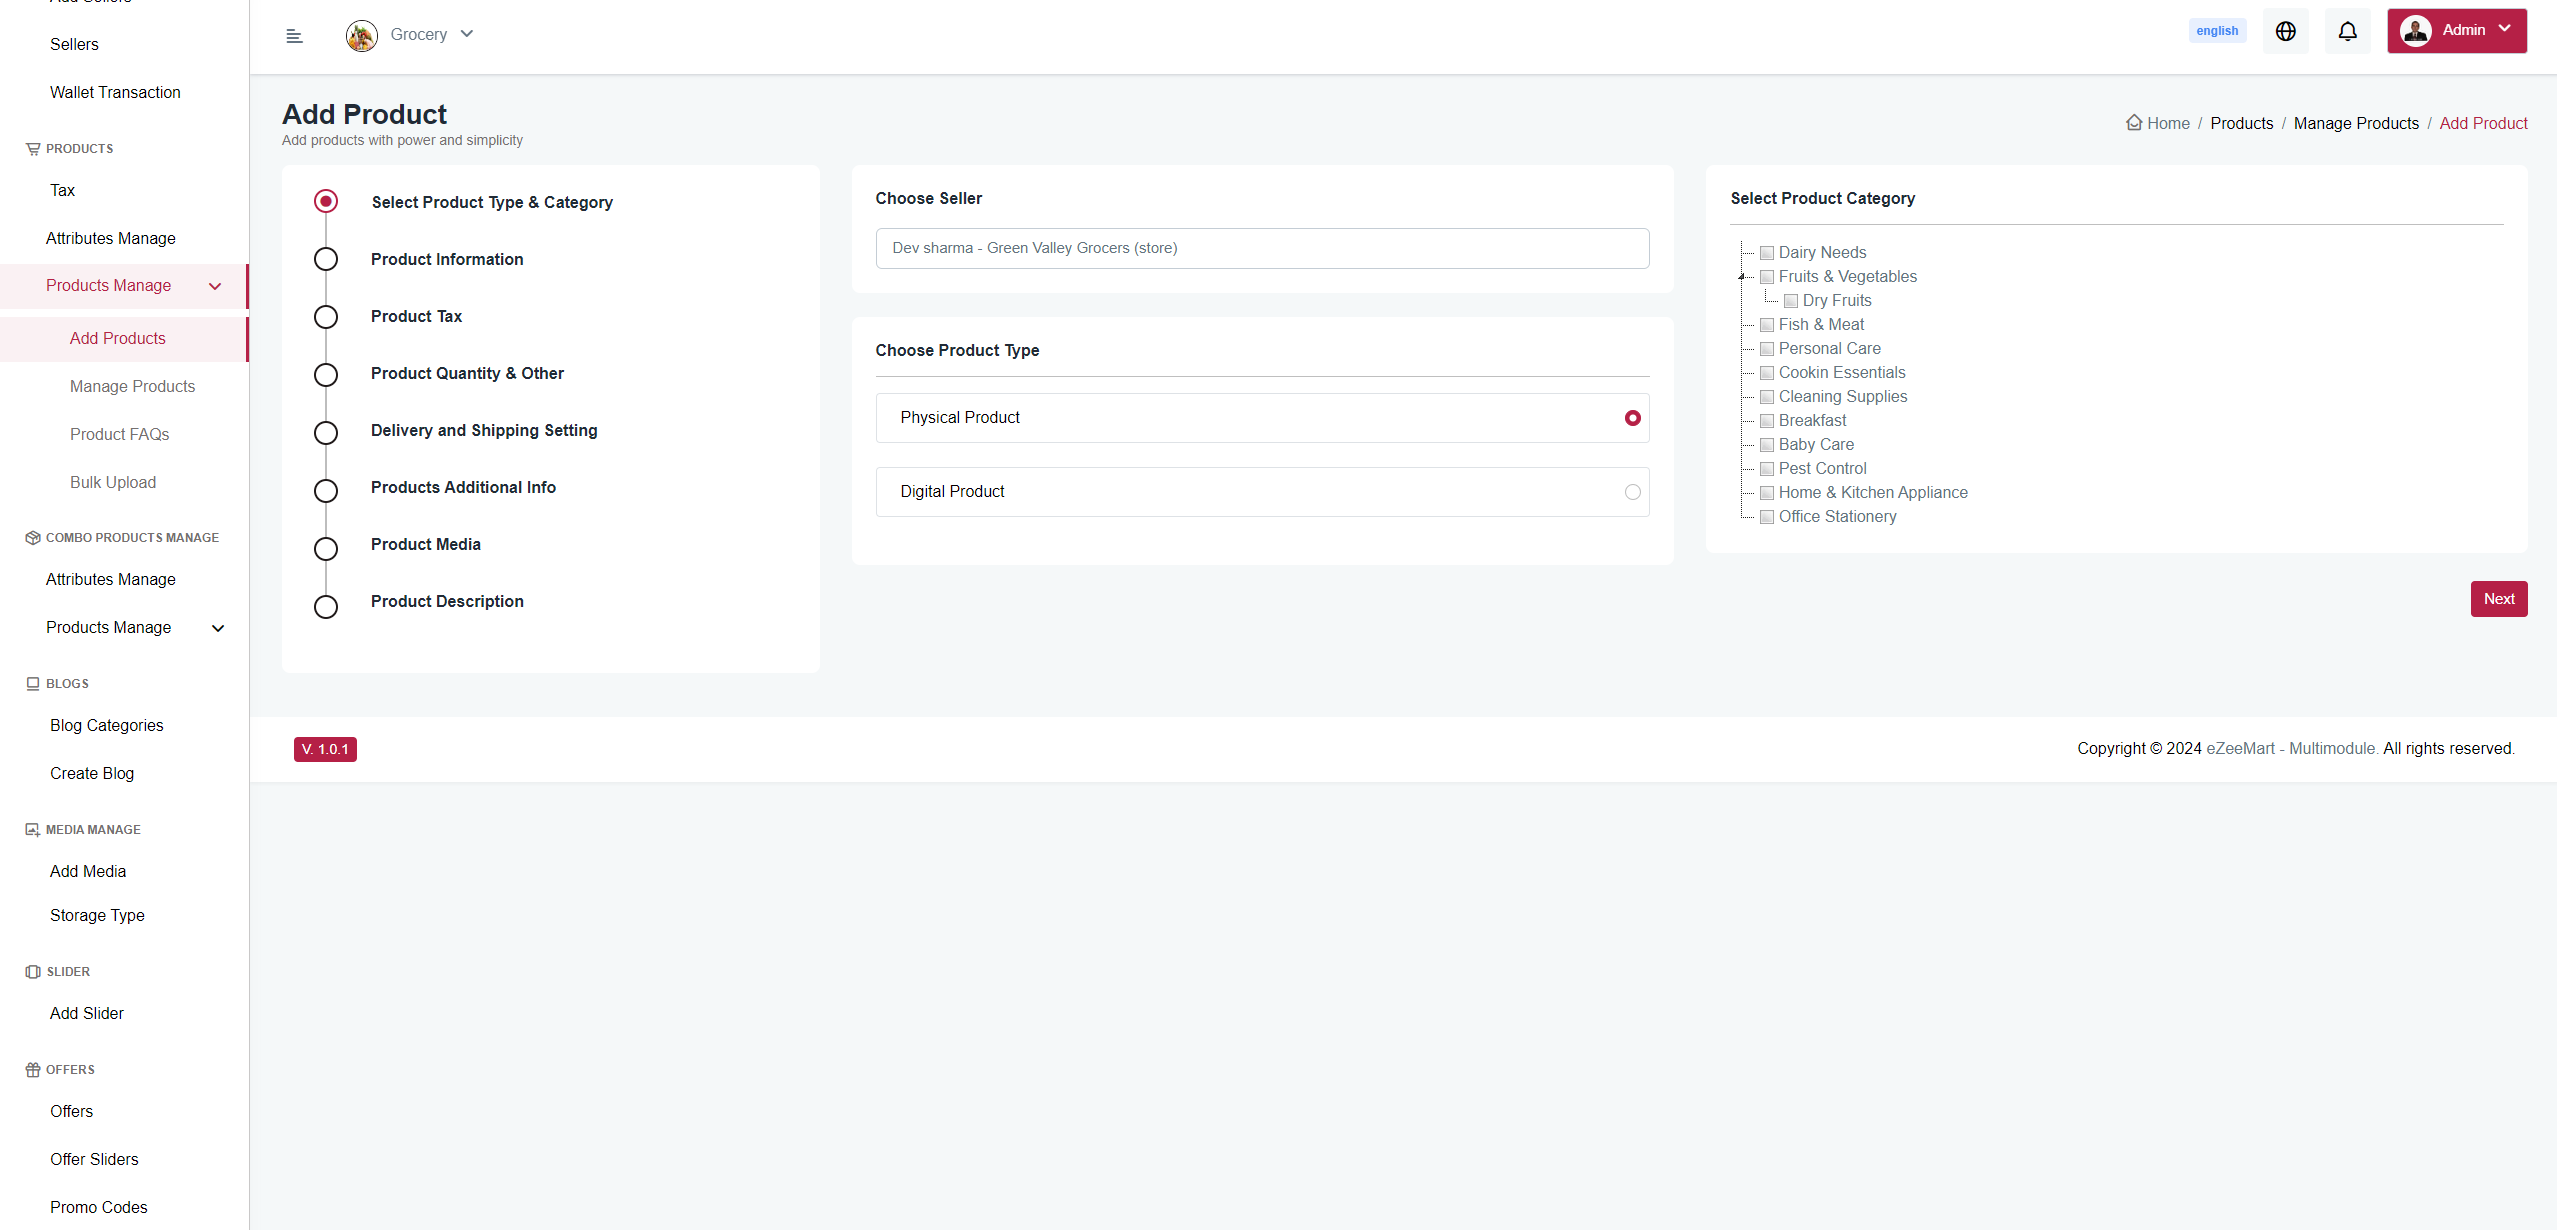 Sellers
Wallet Transaction
PRODUCTS
Tax
Attributes Manage
Products Manage
Add Products
Manage Products
Product FAQs
Bulk Upload
COMBO PRODUCTS MANAGE
Attributes Manage
Products Manage
BLOGS
Blog Categories
Create Blog
MEDIA MANAGE
Add Media
Storage Type
SLIDER
Add Slider
OFFERS
Offers
Offer Sliders
Promo Codes
Grocery
english
Admin
Add Product
Add products with power and simplicity
Home / Products / Manage Products / Add Product
Select Product Type & Category
Product Information
Product Tax
Product Quantity & Other
Delivery and Shipping Setting
Products Additional Info
Product Media
Product Description
Choose Seller
Dev sharma - Green Valley Grocers (store)
Choose Product Type
Physical Product
Digital Product
Select Product Category
Dairy Needs
Fruits & Vegetables
Dry Fruits
Fish & Meat
Personal Care
Cookin Essentials
Cleaning Supplies
Breakfast
Baby Care
Pest Control
Home & Kitchen Appliance
Office Stationery
Next
V. 1.0.1
Copyright © 2024 eZeeMart - Multimodule. All rights reserved.